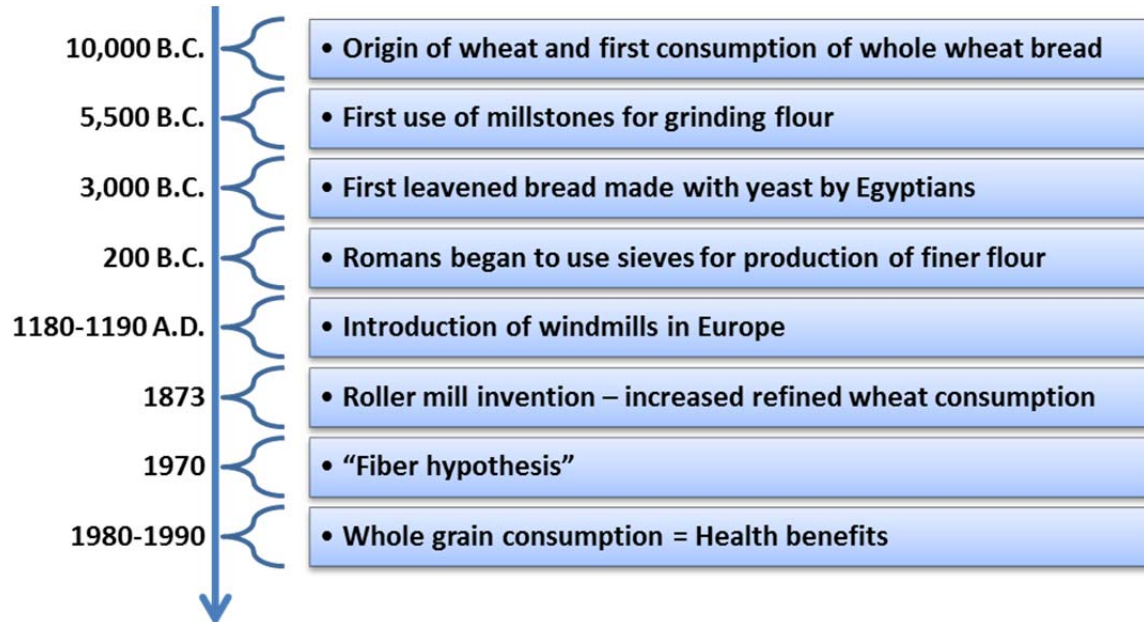 10,000 B.C.
• Origin of wheat and first consumption of whole wheat bread
5,500 B.C.
• First use of millstones for grinding flour
3,000 B.C.
• First leavened bread made with yeast by Egyptians
200 B.C.
• Romans began to use sieves for production of finer flour
1180-1190 A.D.
• Introduction of windmills in Europe
1873
• Roller mill invention – increased refined wheat consumption
1970
• “Fiber hypothesis”
1980-1990
• Whole grain consumption = Health benefits